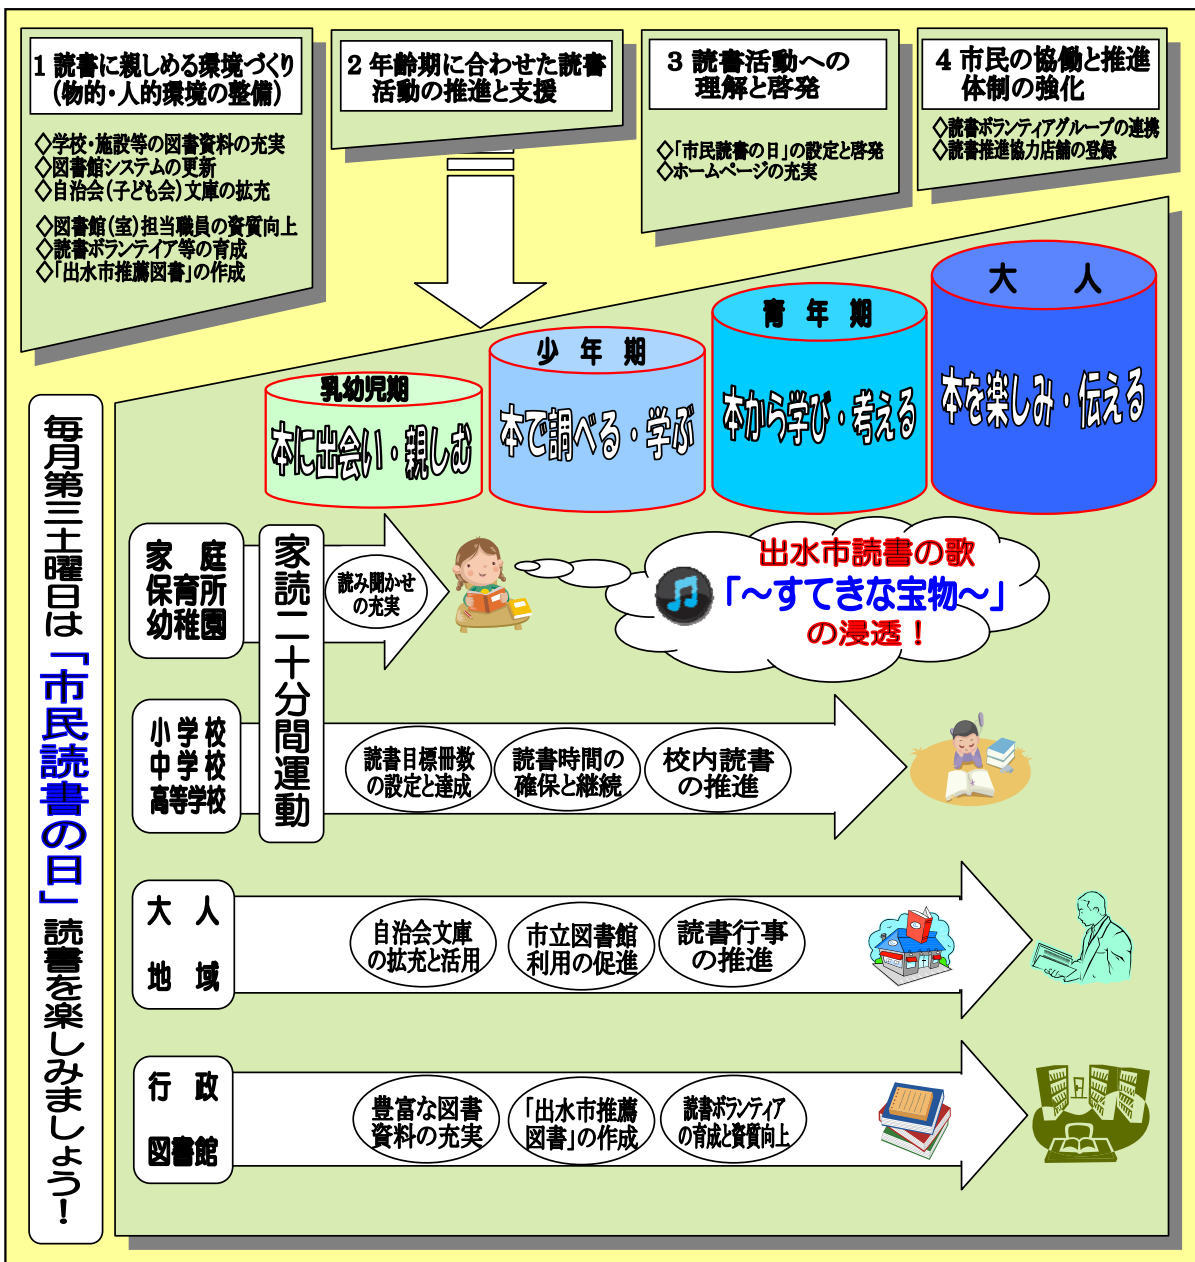 1 読書に親しめる環境づくり
(物的・人的環境の整備)
◇学校・施設等の図書資料の充実
◇図書館システムの更新
◇自治会(子ども会)文庫の拡充
◇図書館(室)担当職員の資質向上
◇読書ボランテイア等の育成
◇「出水市推薦図書」の作成
2 年齢期に合わせた読書
活動の推進と支援
3 読書活動への
理解と啓発
◇「市民読書の日」の設定と啓発
◇ホームページの充実
4 市民の協働と推進
体制の強化
◇読書ボランティアグループの連携
◇読書推進協力店舗の登録
乳幼児期
本に出会い・親しむ
少年期
本で調べる・学ぶ
青年期
本から学び・考える
大人
本を楽しみ・伝える
毎月第三土曜日は「市民読書の日」読書を楽しみましょう!
家庭
保育所
幼稚園
家読二十分間運動
読み聞かせ
の充実
出水市読書の歌
「~すてきな宝物~」
の浸透!
小学校
中学校
高等学校
読書目標冊数
の設定と達成
読書時間の
確保と継続
校内読書
の推進
大人
地域
自治会文庫
の拡充と活用
市立図書館
利用の促進
読書行事
の推進
行政
図書館
豊富な図書
資料の充実
「出水市推薦
図書」の作成
読書ボランティア
の育成と資質向上